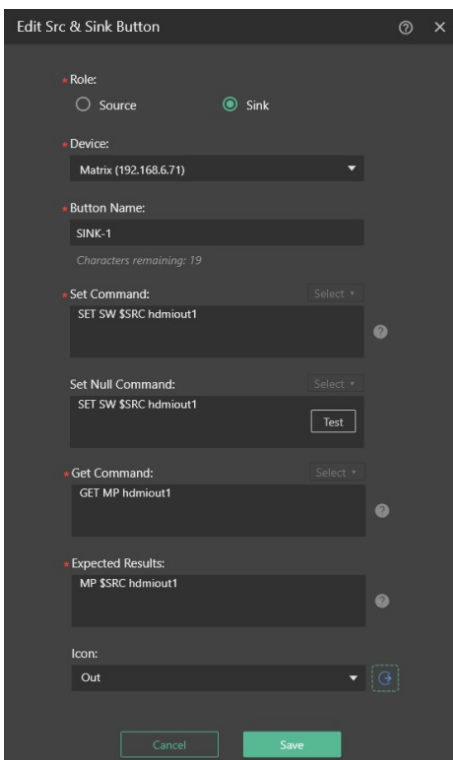 Edit Src & Sink Button
* Role:
Source Sink
* Device:
Matrix (192.168.6.71)
* Button Name:
SINK-1
Characters remaining: 19
* Set Command: Select
SET SW $SRC hdmiout1
Set Null Command: Select
SET SW $SRC hdmiout1
Test
* Get Command: Select
GET MP hdmiout1
* Expected Results:
MP $SRC hdmiout1
Icon:
Out
Cancel Save